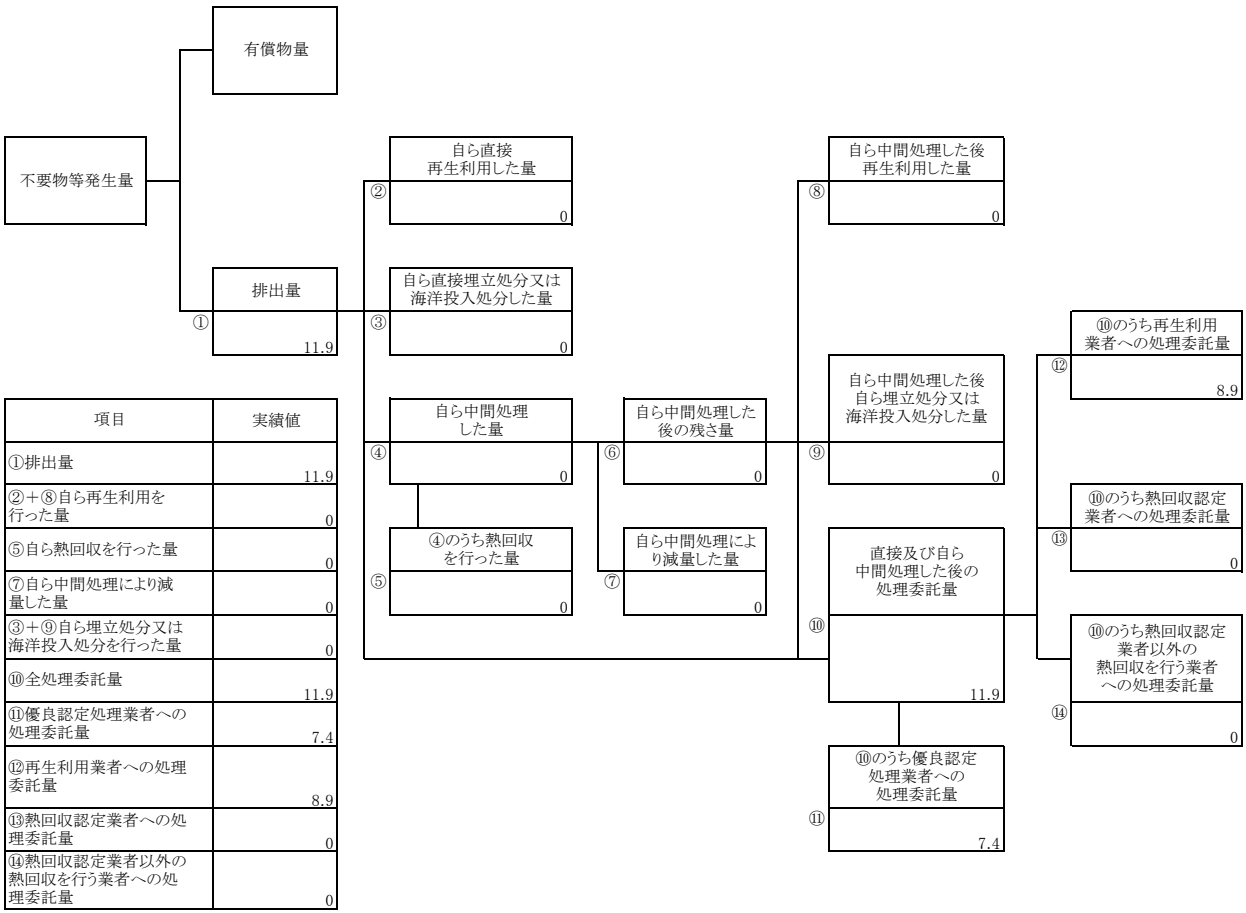 有償物量
不要物等発生量
自ら直接
再生利用した量
②
0
自ら中間処理した後
再生利用した量
⑧
0
排出量
①
11.9
自ら直接埋立処分又は
海洋投入処分した量
③
0
自ら中間処理した後
自ら埋立処分又は
海洋投入処分した量
⑨
0
⑩のうち再生利用
業者への処理委託量
⑫
8.9
自ら中間処理
した量
④
0
自ら中間処理した
後の残さ量
⑥
0
④のうち熱回収
を行った量
⑤
0
自ら中間処理によ
り減量した量
⑦
0
直接及び自ら
中間処理した後の
処理委託量
⑩
11.9
⑩のうち熱回収認定
業者への処理委託量
⑬
0
⑩のうち熱回収認定
業者以外の
熱回収を行う業者
への処理委託量
⑭
0
⑩のうち優良認定
処理業者への
処理委託量
⑪
7.4
項目 実績値
①排出量
11.9
②+⑧自ら再生利用を
行った量 0
⑤自ら熱回収を行った量
0
⑦自ら中間処理により減
量した量 0
③+⑨自ら埋立処分又は
海洋投入処分を行った量 0
⑩全処理委託量
11.9
⑪優良認定処理業者への
処理委託量 7.4
⑫再生利用業者への処理
委託量
8.9
⑬熱回収認定業者への処
理委託量 0
⑭熱回収認定業者以外の
熱回収を行う業者への処
理委託量 0